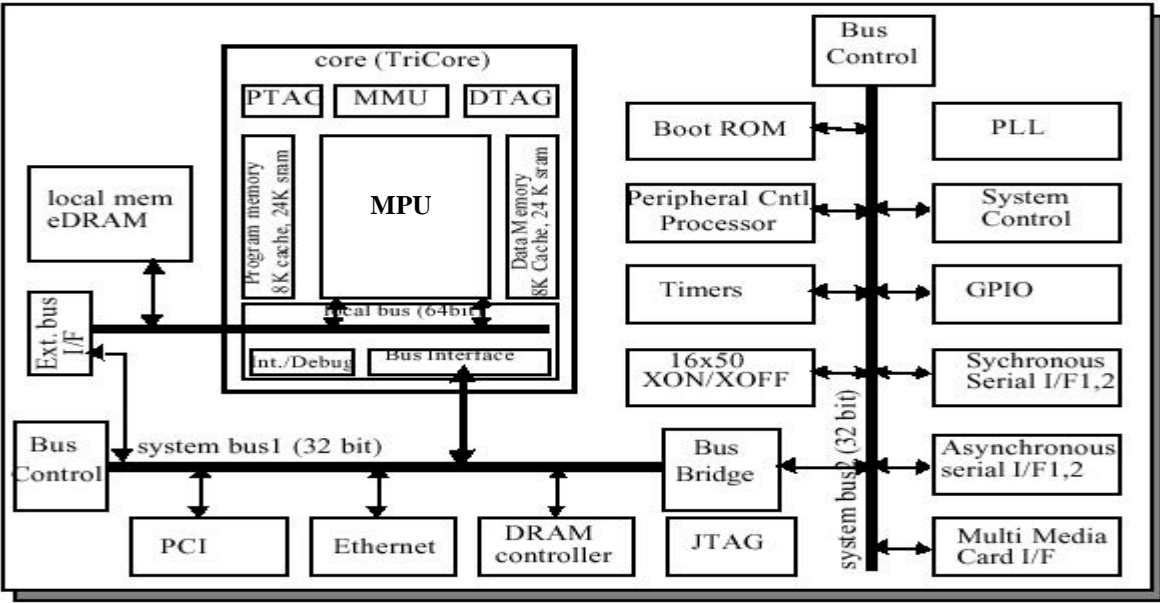 core (TriCore)
PTAG
MMU
DTAG
Program memory
8K cache, 24K sram
MPU
Data Memory
8K Cache, 24 K sram
local bus (64bit)
Int./Debug
Bus Interface
local mem
eDRAM
Ext. bus
I/F
Bus
Control
system bus1 (32 bit)
PCI
Ethernet
DRAM
controller
Bus
Bridge
JTAG
Bus
Control
Boot ROM
Peripheral Cntl
Processor
Timers
16x50
XON/XOFF
system bus2 (32 bit)
PLL
System
Control
GPIO
Sychronous
Serial I/F1,2
Asynchronous
serial I/F1,2
Multi Media
Card I/F